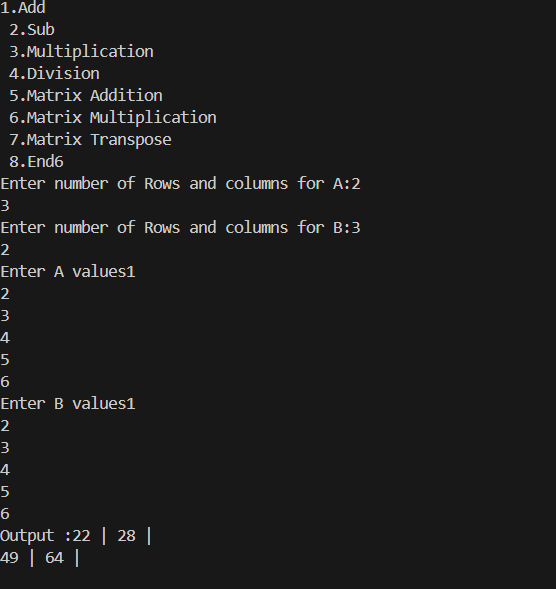 1.Add
2.Sub
3.Multiplication
4.Division
5.Matrix Addition
6.Matrix Multiplication
7.Matrix Transpose
8.End6
Enter number of Rows and columns for A:2
3
Enter number of Rows and columns for B:3
2
Enter A values1
2
3
4
5
6
Enter B values1
2
3
4
5
6
Output :22 | 28 |
49 | 64 |